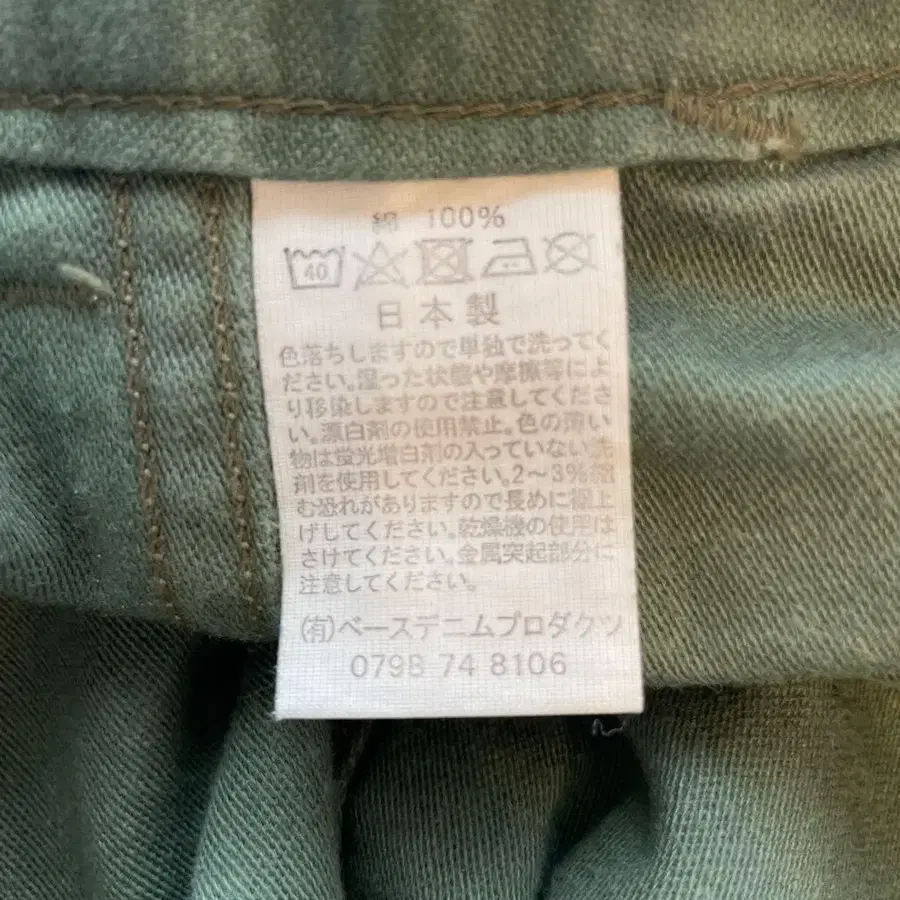 綿 100%
40
日本製
色落ちしますので単独で洗ってく
ださい。湿った状態や摩擦等によ
り移染しますので注意してくださ
い。漂白剤の使用禁止。色の薄い
物は蛍光増白剤の入っていない洗
剤を使用してください。2～3%縮
む恐れがありますので長めに裾上
げしてください。乾燥機の使用は
さけてください。金属突起部分に
注意してください。
(有)ベースデニムプロダクツ
0798 74 8106